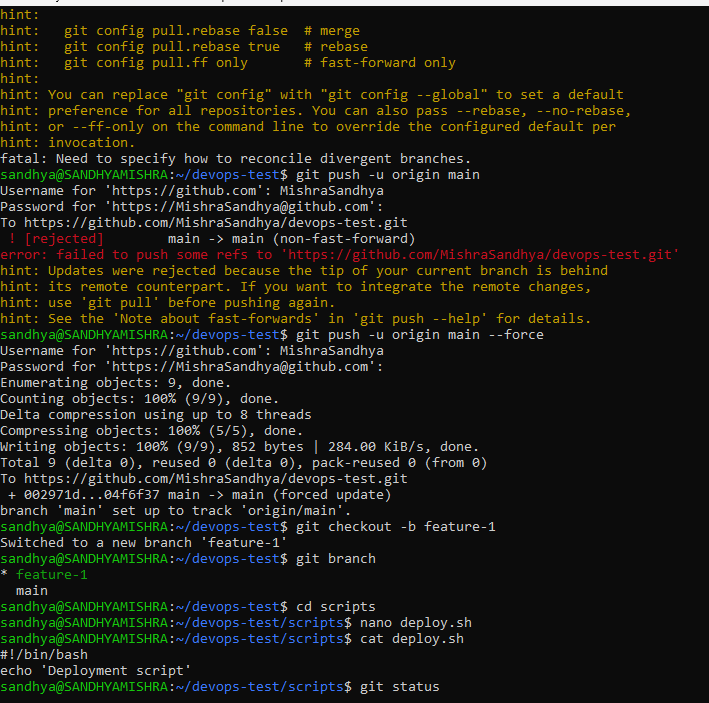 hint:
hint:   git config pull.rebase false  # merge
hint:   git config pull.rebase true   # rebase
hint:   git config pull.ff only       # fast-forward only
hint:
hint: You can replace "git config" with "git config --global" to set a default
hint: preference for all repositories. You can also pass --rebase, --no-rebase,
hint: or --ff-only on the command line to override the configured default per
hint: invocation.
fatal: Need to specify how to reconcile divergent branches.
sandhya@SANDHYAMISHRA:~/devops-test$ git push -u origin main
Username for 'https://github.com': MishraSandhya
Password for 'https://MishraSandhya@github.com':
To https://github.com/MishraSandhya/devops-test.git
 ! [rejected]        main -> main (non-fast-forward)
error: failed to push some refs to 'https://github.com/MishraSandhya/devops-test.git'
hint: Updates were rejected because the tip of your current branch is behind
hint: its remote counterpart. If you want to integrate the remote changes,
hint: use 'git pull' before pushing again.
hint: See the 'Note about fast-forwards' in 'git push --help' for details.
sandhya@SANDHYAMISHRA:~/devops-test$ git push -u origin main --force
Username for 'https://github.com': MishraSandhya
Password for 'https://MishraSandhya@github.com':
Enumerating objects: 9, done.
Counting objects: 100% (9/9), done.
Delta compression using up to 8 threads
Compressing objects: 100% (5/5), done.
Writing objects: 100% (9/9), 852 bytes | 284.00 KiB/s, done.
Total 9 (delta 0), reused 0 (delta 0), pack-reused 0 (from 0)
To https://github.com/MishraSandhya/devops-test.git
 + 002971d...04f6f37 main -> main (forced update)
branch 'main' set up to track 'origin/main'.
sandhya@SANDHYAMISHRA:~/devops-test$ git checkout -b feature-1
Switched to a new branch 'feature-1'
sandhya@SANDHYAMISHRA:~/devops-test$ git branch
* feature-1
  main
sandhya@SANDHYAMISHRA:~/devops-test$ cd scripts
sandhya@SANDHYAMISHRA:~/devops-test/scripts$ nano deploy.sh
sandhya@SANDHYAMISHRA:~/devops-test/scripts$ cat deploy.sh
#!/bin/bash
echo 'Deployment script'
sandhya@SANDHYAMISHRA:~/devops-test/scripts$ git status